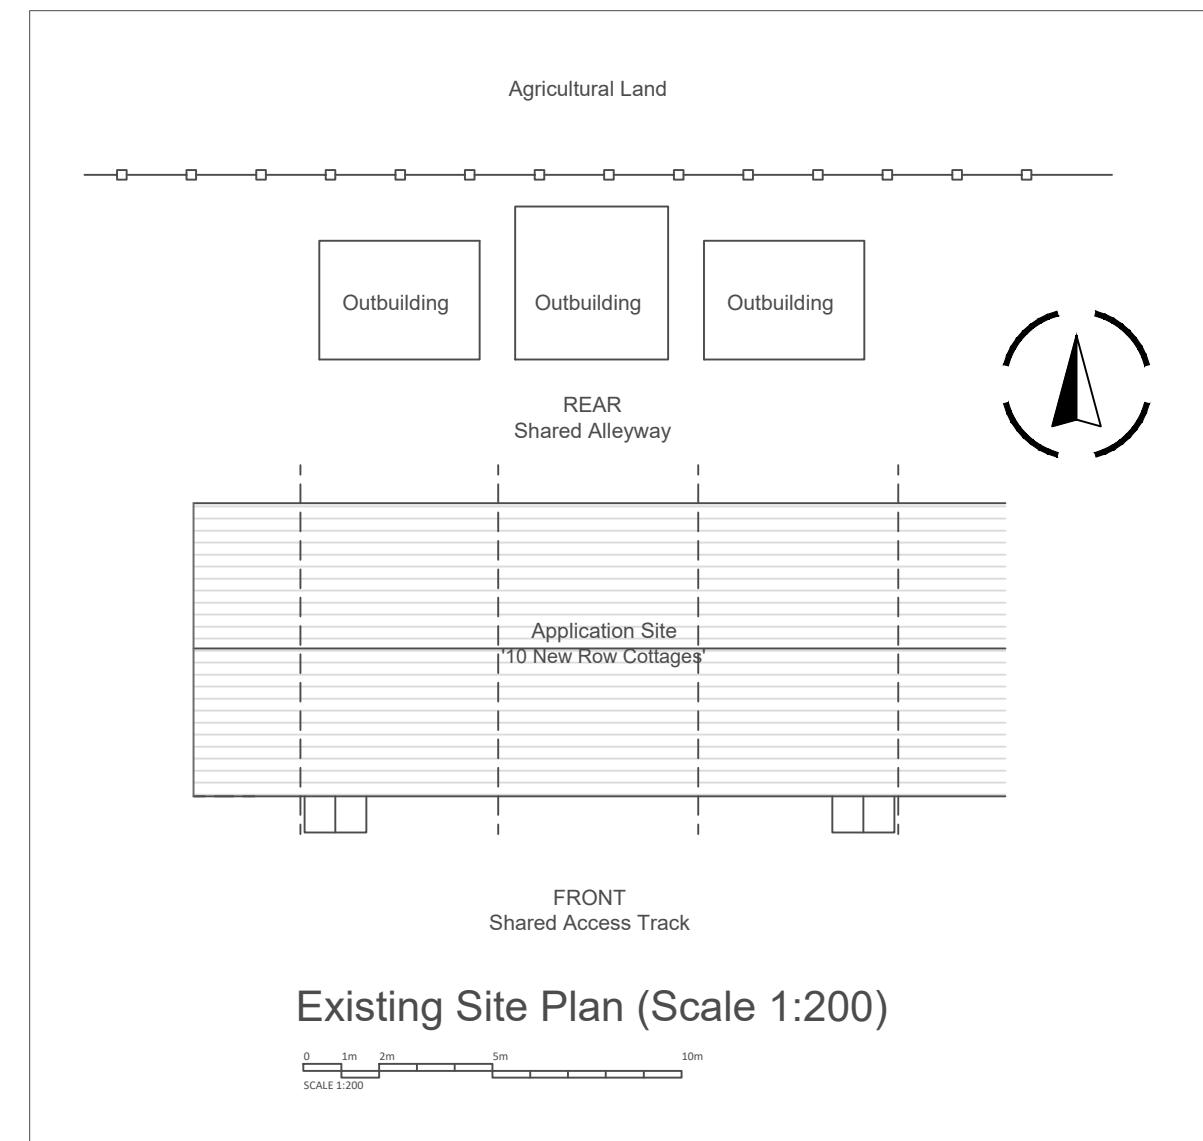 Agricultural Land
Outbuilding
Outbuilding
Outbuilding
REAR
Shared Alleyway
Application Site
'10 New Row Cottages'
FRONT
Shared Access Track
Existing Site Plan (Scale 1:200)
0 1m 2m 5m 10m
SCALE 1:200